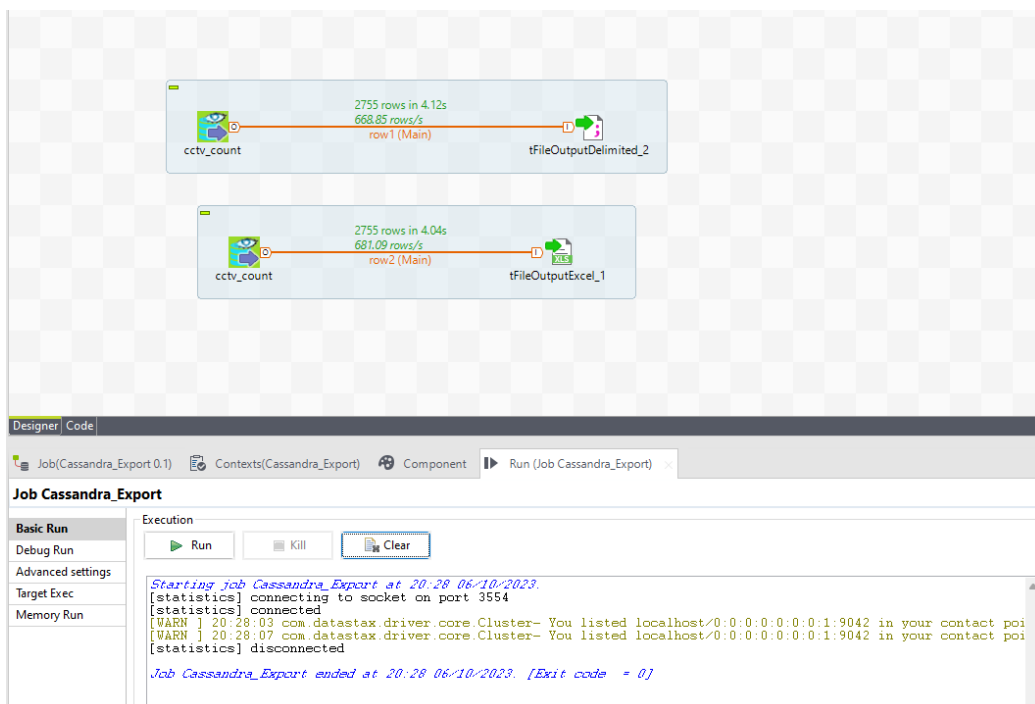 2755 rows in 4.12s
668.85 rows/s
row1 (Main)
cctv_count
tFileOutputDelimited_2
2755 rows in 4.04s
681.09 rows/s
row2 (Main)
cctv_count
XLS
tFileOutputExcel_1
Designer Code
Job(Cassandra_Export 0.1) Contexts(Cassandra_Export) Component Run (Job Cassandra_Export)
Job Cassandra_Export
Basic Run
Debug Run
Advanced settings
Target Exec
Memory Run
Execution
Run Kill Clear
Starting job Cassandra_Export at 20:28 06/10/2023.
[statistics] connecting to socket on port 3554
[statistics] connected
[WARN ] 20:28:03 com.datastax.driver.core.Cluster- You listed localhost/0:0:0:0:0:0:0:1:9042 in your contact poi
[WARN ] 20:28:07 com.datastax.driver.core.Cluster- You listed localhost/0:0:0:0:0:0:0:1:9042 in your contact poi
[statistics] disconnected
Job Cassandra_Export ended at 20:28 06/10/2023. [Exit code = 0]